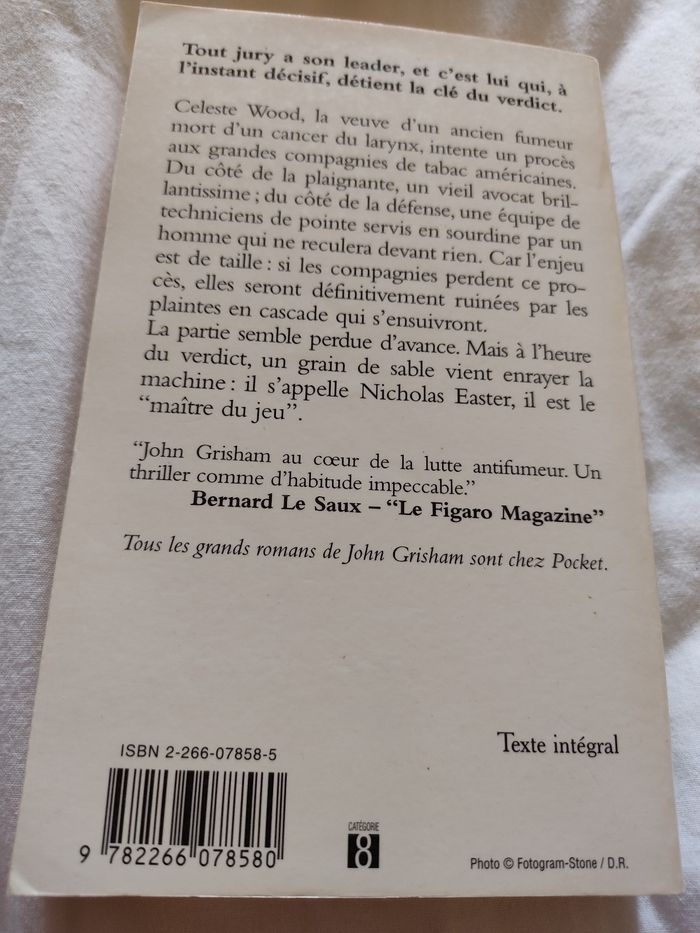 Tout jury a son leader, et c'est lui qui, à
l'instant décisif, détient la clé du verdict.
Celeste Wood, la veuve d'un ancien fumeur
mort d'un cancer du larynx, intente un procès
aux grandes compagnies de tabac américaines.
Du côté de la plaignante, un vieil avocat bril-
lantissime ; du côté de la défense, une équipe de
techniciens de pointe servis en sourdine par un
homme qui ne reculera devant rien. Car l'enjeu
est de taille : si les compagnies perdent ce pro-
cès, elles seront définitivement ruinées par les
plaintes en cascade qui s'ensuivront.
La partie semble perdue d'avance. Mais à l'heure
du verdict, un grain de sable vient enrayer la
machine : il s'appelle Nicholas Easter, il est le
“maître du jeu”.
“John Grisham au cœur de la lutte antifumeur. Un
thriller comme d'habitude impeccable.”
Bernard Le Saux – “Le Figaro Magazine”
Tous les grands romans de John Grisham sont chez Pocket.
Texte intégral
ISBN 2-266-07858-5
9 782266 078580
CATÉGORIE
8
Photo © Fotogram-Stone / D.R.